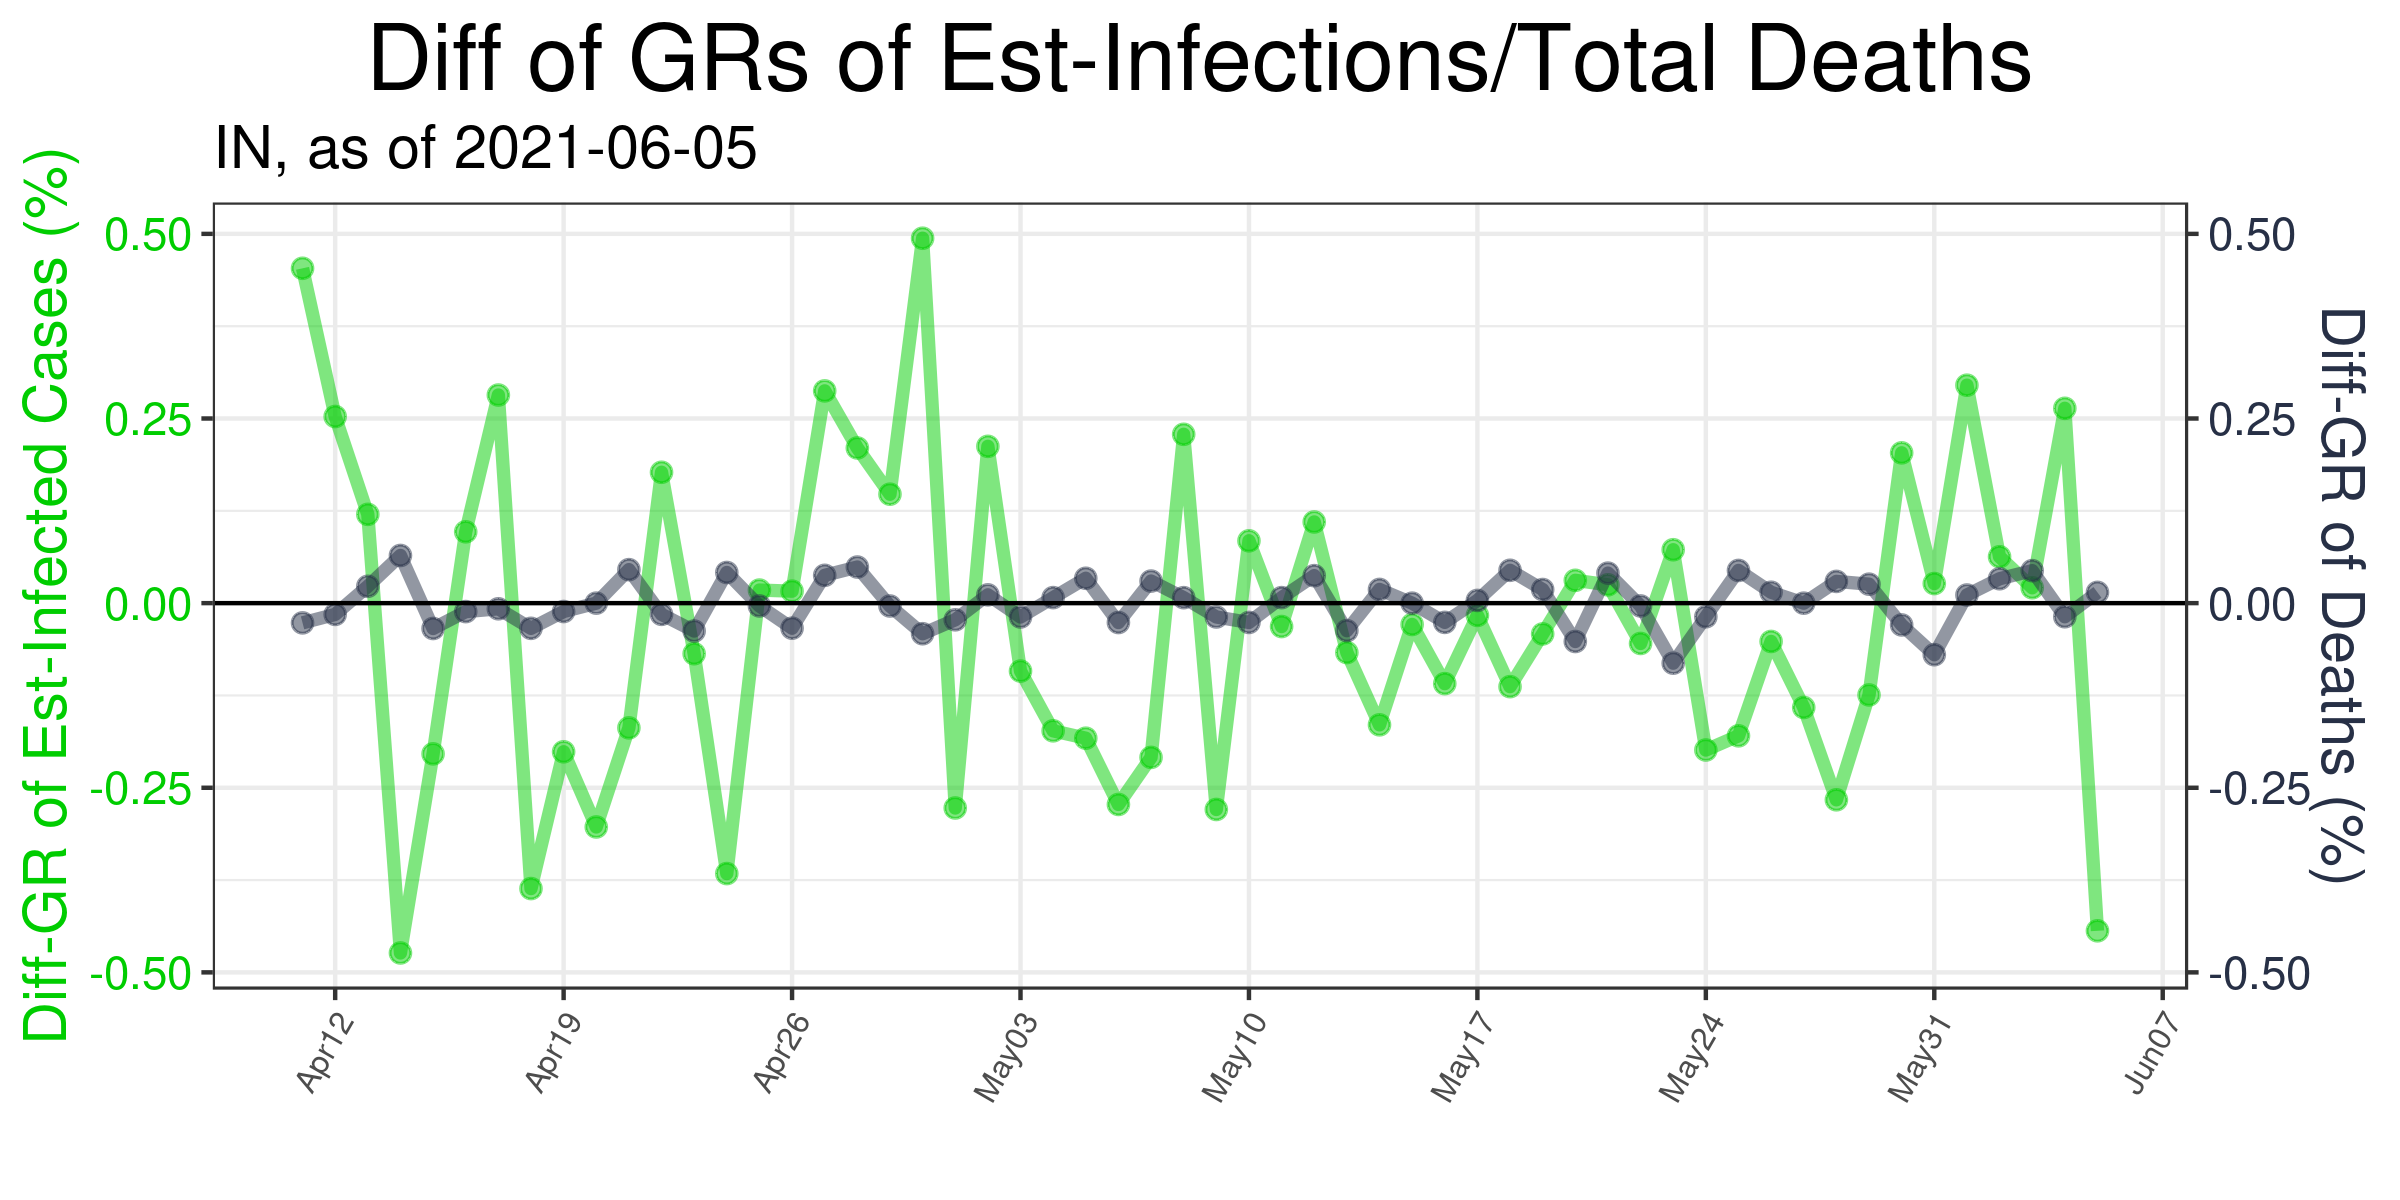 Diff of GRs of Est-Infections/Total Deaths
IN, as of 2021-06-05
Diff-GR of Est-Infected Cases (%)
0.50
0.25
0.00
-0.25
-0.50
0.50
0.25
0.00
-0.25
-0.50
Diff-GR of Deaths (%)
Apr12
Apr19
Apr26
May03
May10
May17
May24
May31
Jun07